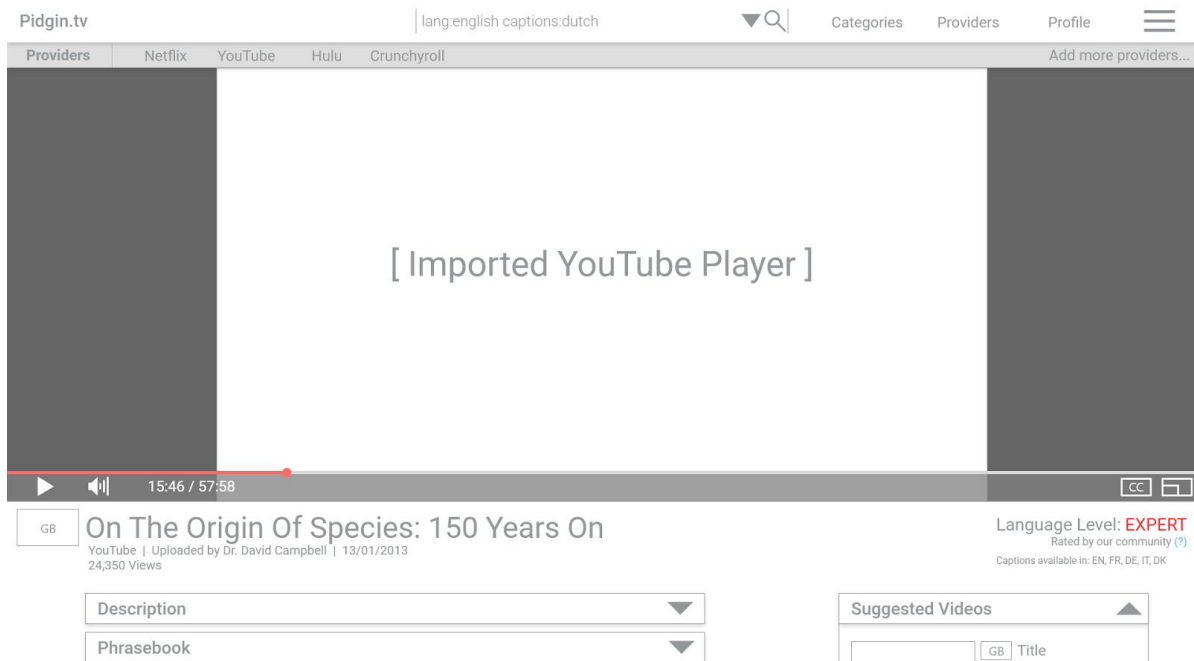 Pidgin.tv lang:english captions:dutch Categories Providers Profile
Providers Netflix YouTube Hulu Crunchyroll Add more providers...
[ Imported YouTube Player ]
15:46 / 57:58 CC
GB On The Origin Of Species: 150 Years On
YouTube | Uploaded by Dr. David Campbell | 13/01/2013
24,350 Views
Language Level: EXPERT
Rated by our community (?)
Captions available in: EN, FR, DE, IT, DK
Description
Phrasebook
Suggested Videos
GB Title